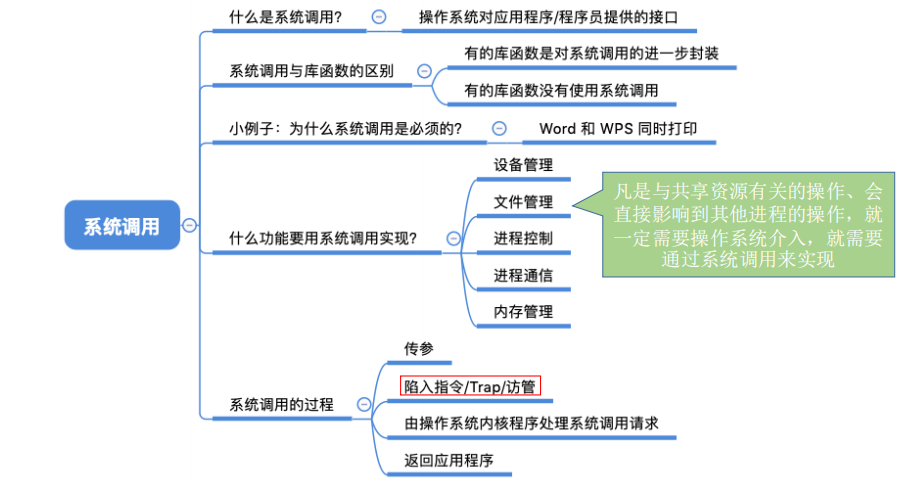 系统调用
什么是系统调用?
操作系统对应用程序/程序员提供的接口
系统调用与库函数的区别
有的库函数是对系统调用的进一步封装
有的库函数没有使用系统调用
小例子：为什么系统调用是必须的?
Word 和 WPS 同时打印
什么功能要用系统调用实现?
设备管理
文件管理
进程控制
进程通信
内存管理
凡是与共享资源有关的操作、会
直接影响到其他进程的操作，就
一定需要操作系统介入，就需要
通过系统调用来实现
系统调用的过程
传参
陷入指令/Trap/访管
由操作系统内核程序处理系统调用请求
返回应用程序